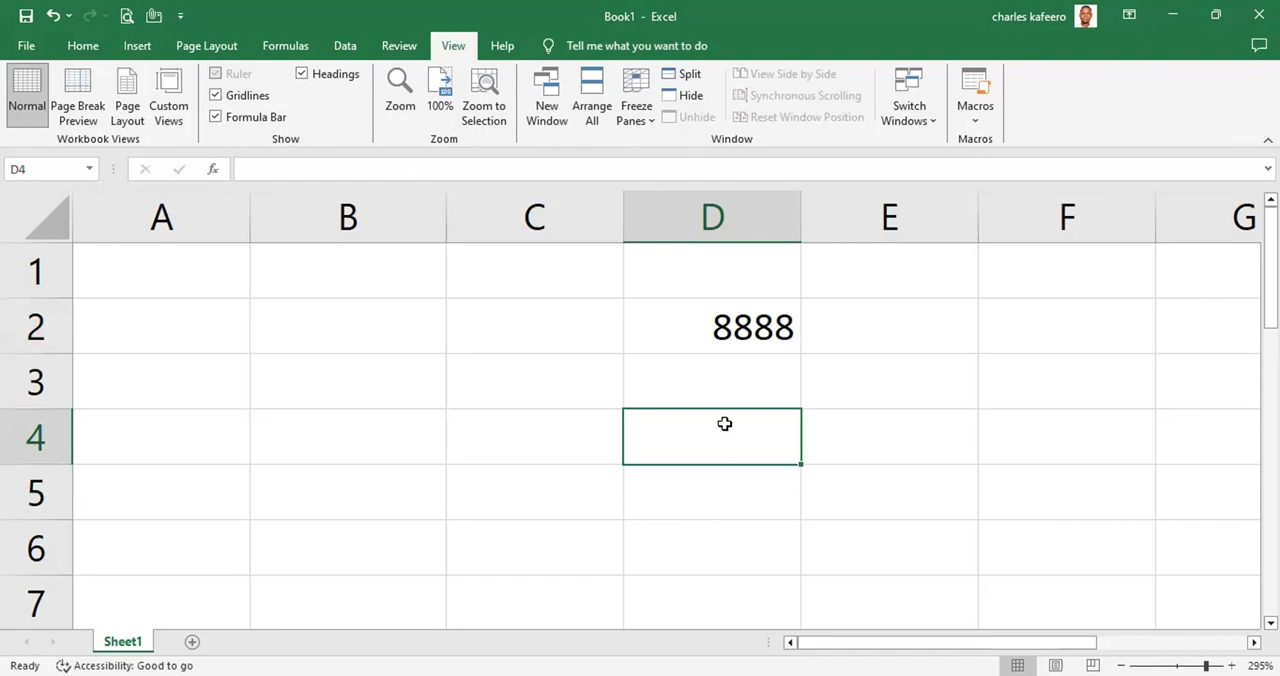 Book1 - Excel
charles kafeero
File Home Insert Page Layout Formulas Data Review View Help Tell me what you want to do
Normal
Page Break Preview
Page Layout
Custom Views
Workbook Views
Ruler
Gridlines
Formula Bar
Headings
Show
Zoom
100%
Zoom to Selection
Zoom
New Window
Arrange All
Freeze Panes
Split
Hide
Unhide
View Side by Side
Synchronous Scrolling
Reset Window Position
Window
Switch Windows
Macros
Macros
D4
fx
A B C D E F G
1
2 8888
3
4
5
6
7
Sheet1
Ready Accessibility: Good to go 295%